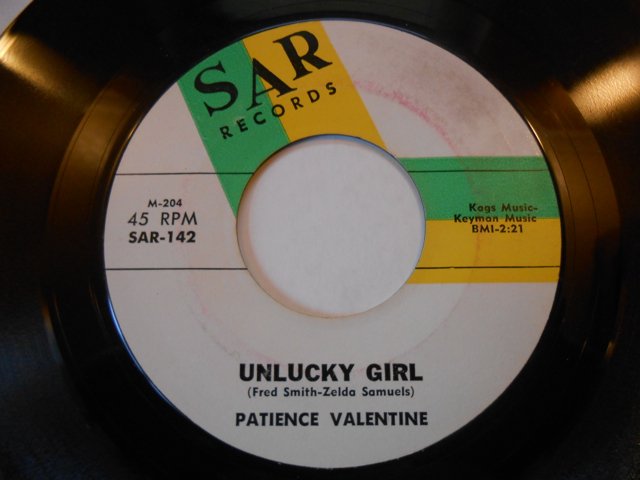 SAR
RECORDS
M-204
45 RPM
SAR-142
Kags Music-
Keyman Music
BMI-2:21
UNLUCKY GIRL
(Fred Smith-Zelda Samuels)
PATIENCE VALENTINE